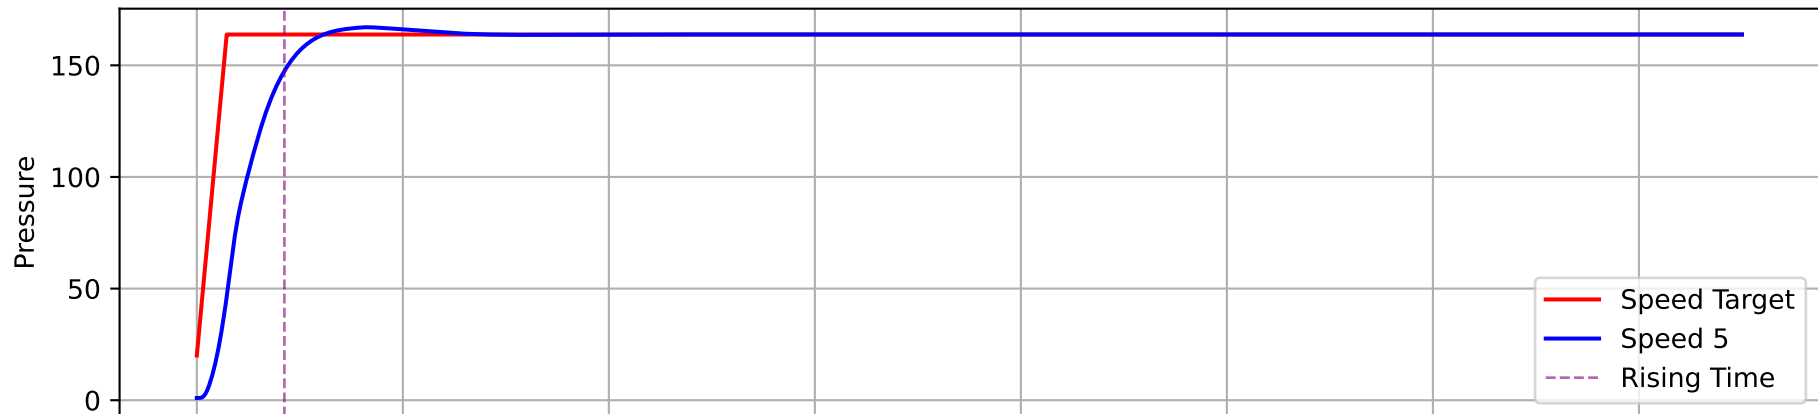 150
100
50
0
Pressure
Speed Target
Speed 5
Rising Time